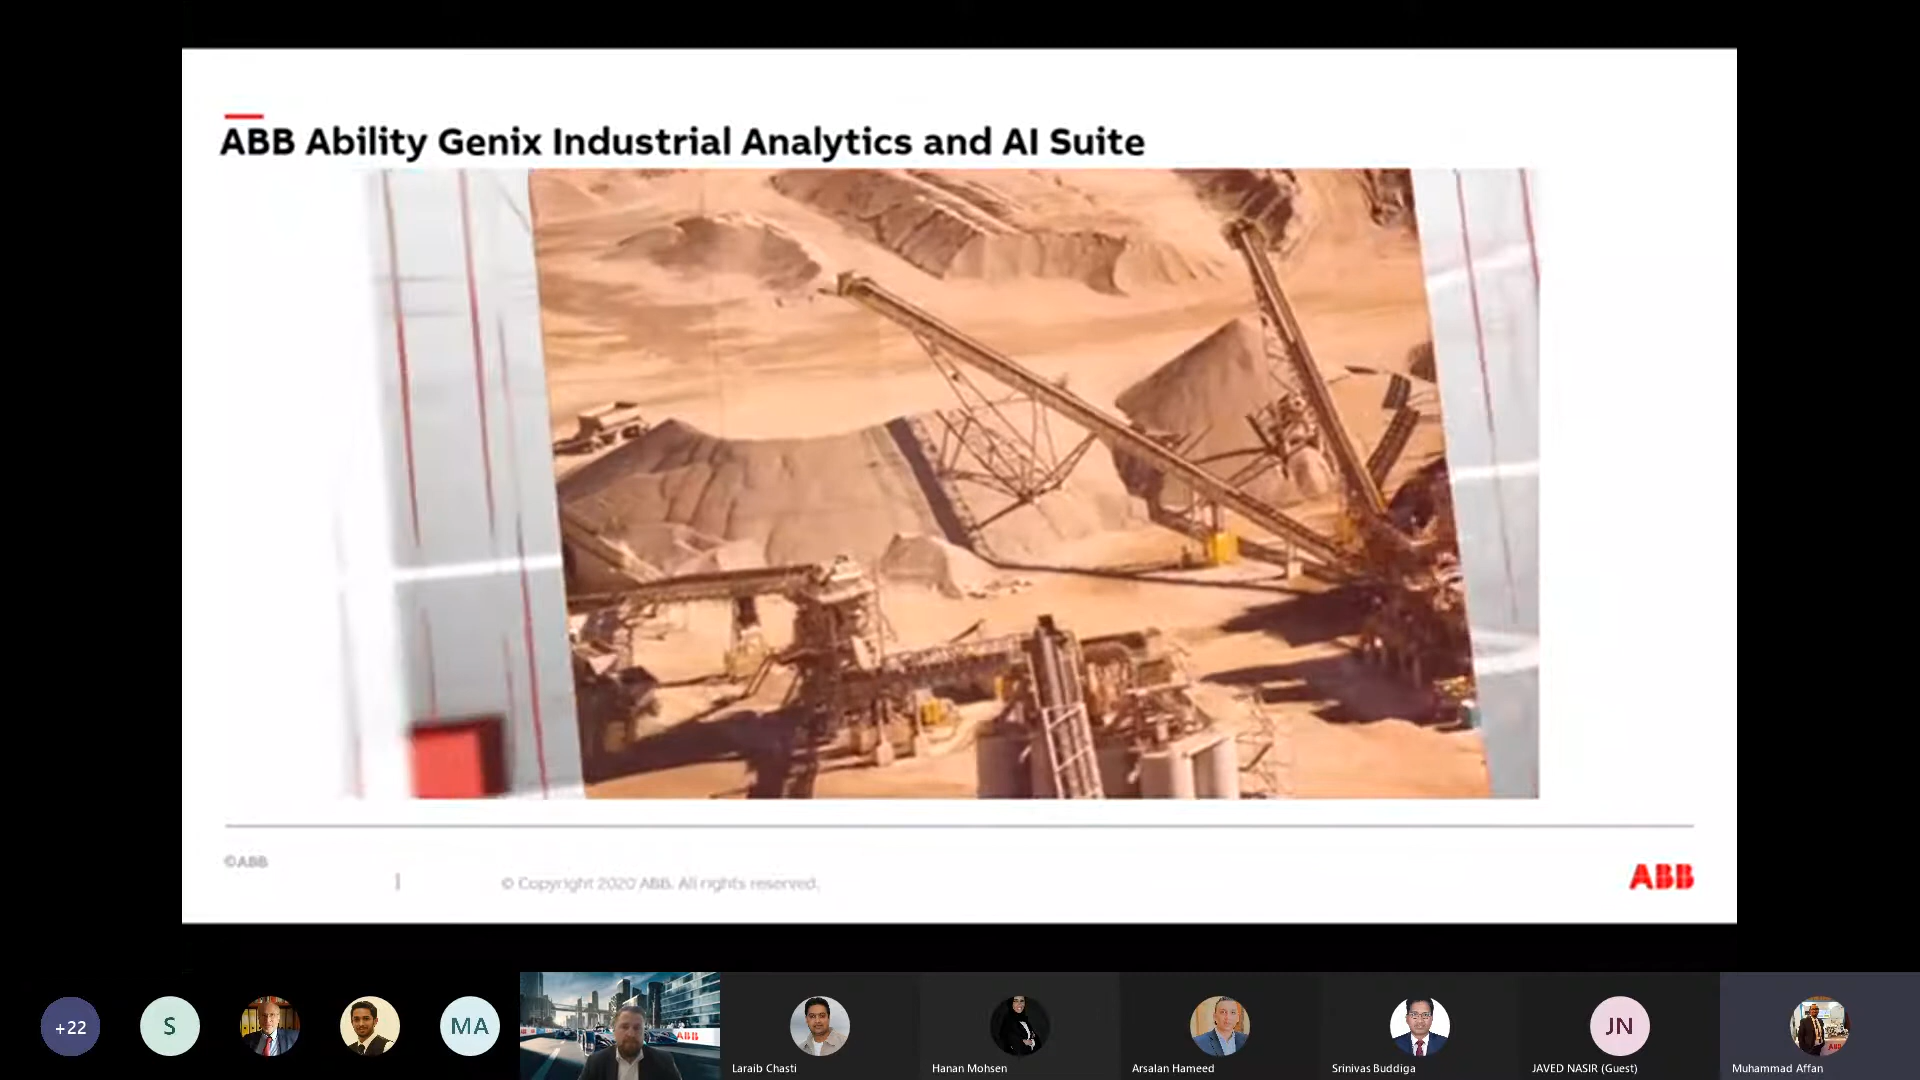 ABB Ability Genix Industrial Analytics and AI Suite
©ABB
© Copyright 2020 ABB. All rights reserved.
ABB
+22
S
MA
ABB
Laraib Chasti
Hanan Mohsen
Arsalan Hameed
Srinivas Buddiga
JN
JAVED NASIR (Guest)
Muhammad Affan